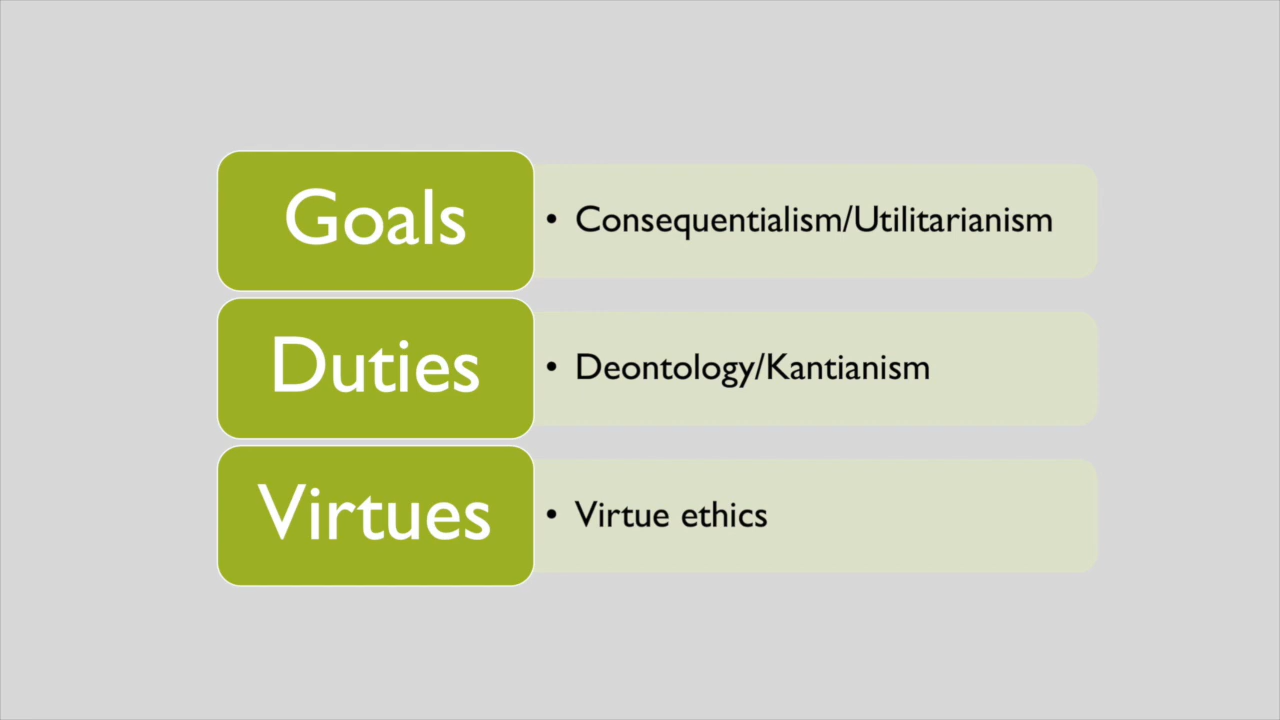 Goals
• Consequentialism/Utilitarianism
Duties
• Deontology/Kantianism
Virtues
• Virtue ethics